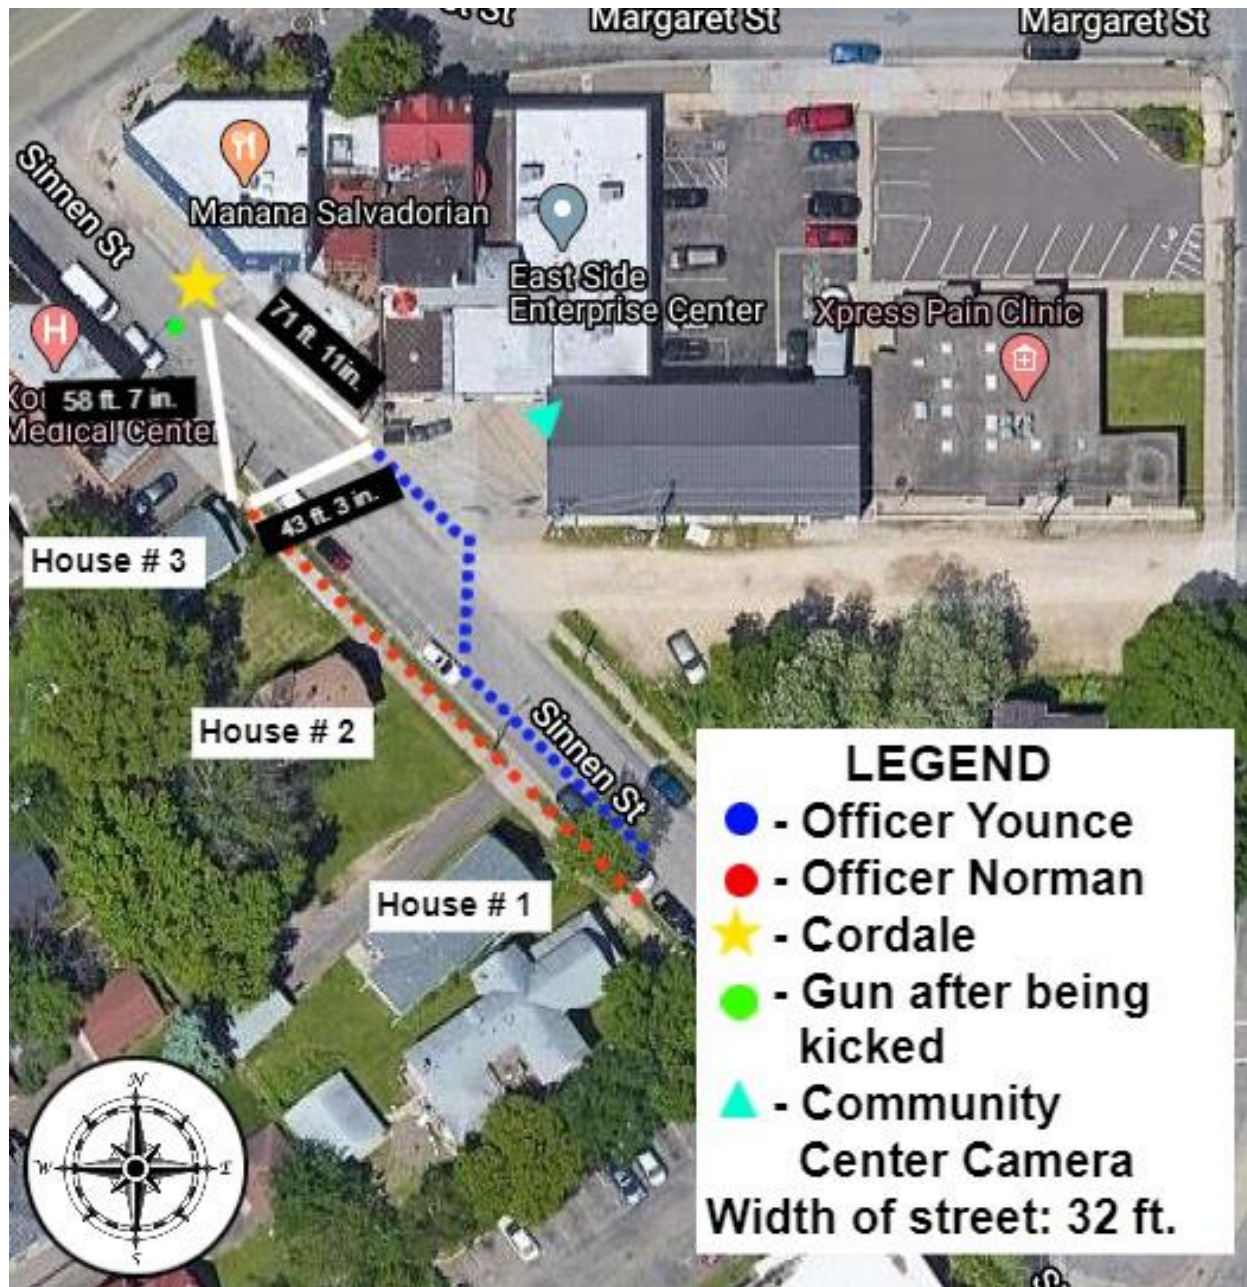 Margaret St
Margaret St
Sinnen St
Manana Salvadorian
East Side
Enterprise Center
Xpress Pain Clinic
71 ft. 11in.
H
58 ft. 7 in.
Medical Center
43 ft. 3 in.
House # 3
House # 2
Sinnen St
House # 1
LEGEND
- Officer Younce
- Officer Norman
- Cordale
- Gun after being
kicked
- Community
Center Camera
Width of street: 32 ft.
N
W
E
S